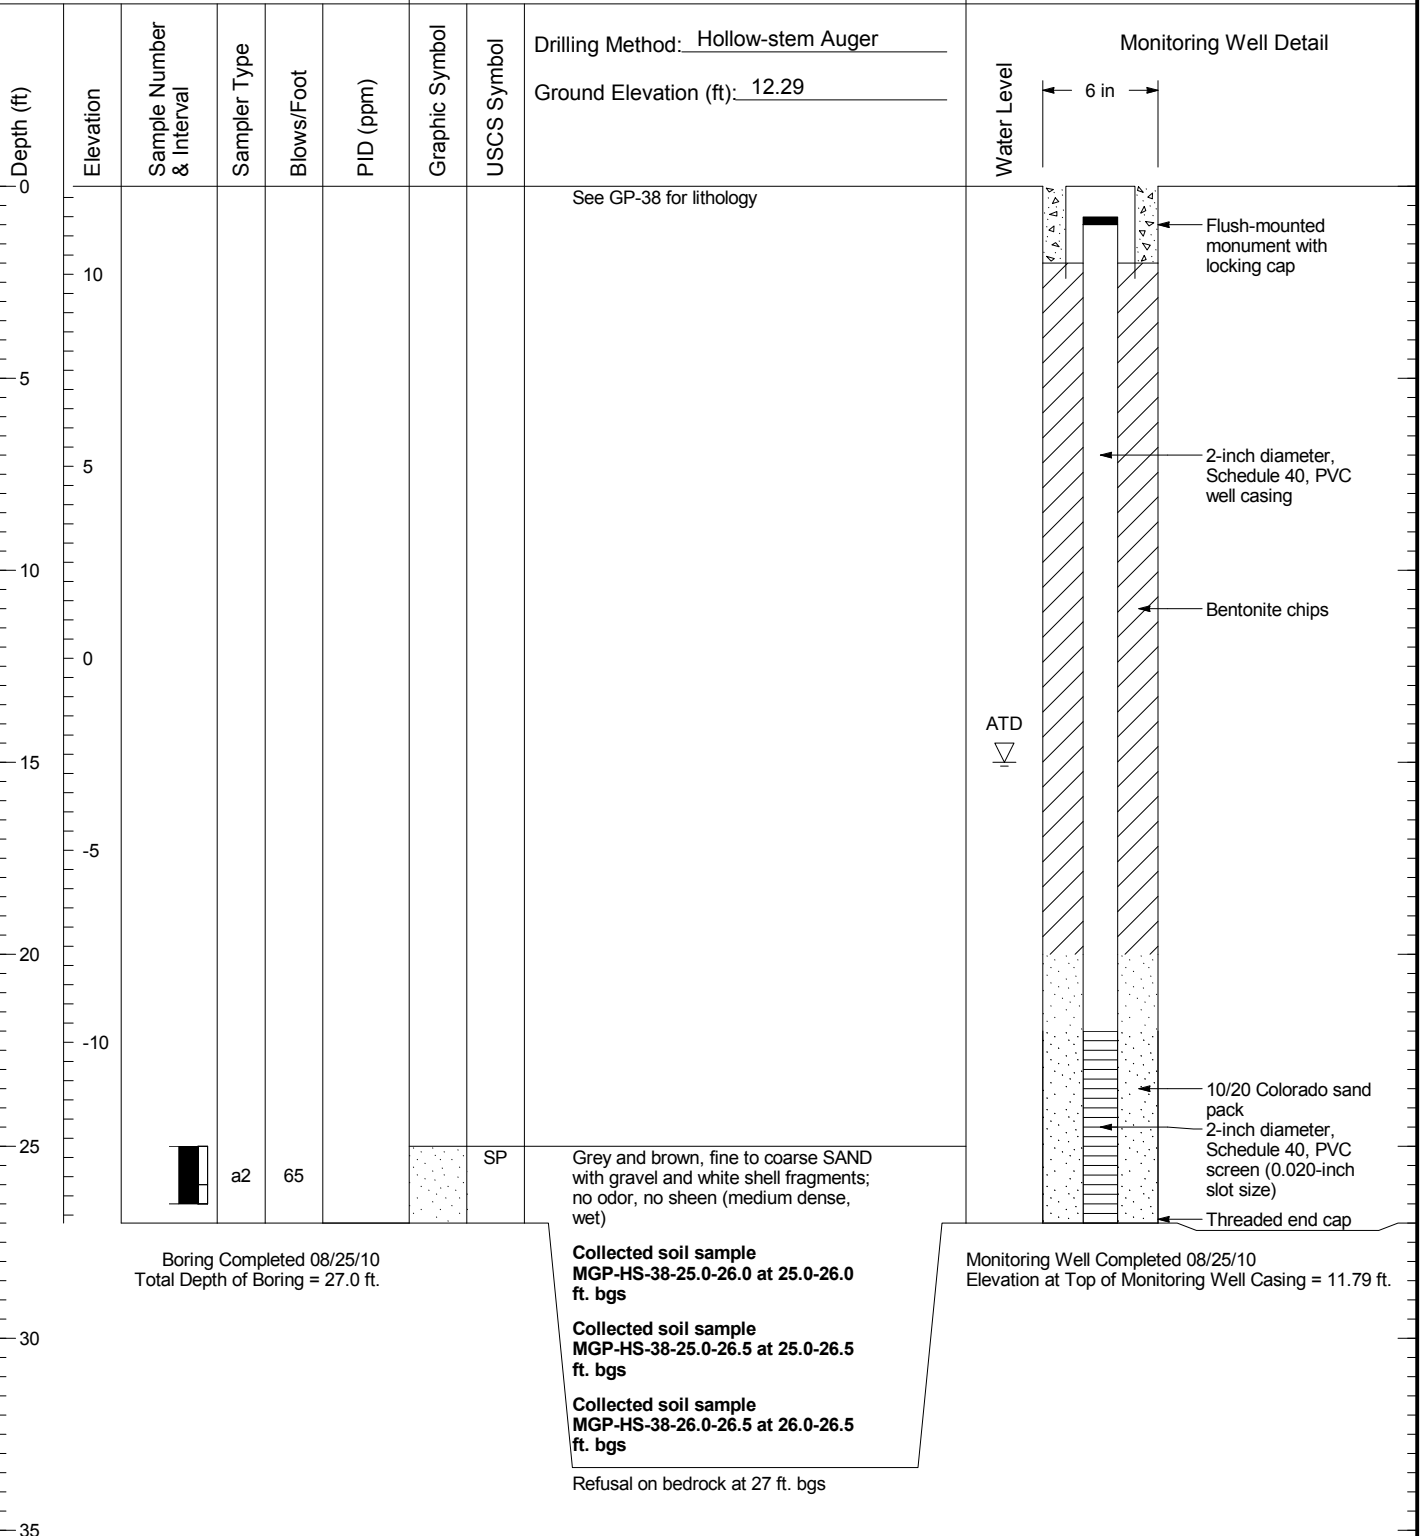 Depth (ft)
Elevation
Sample Number
& Interval
Sampler Type
Blows/Foot
PID (ppm)
Graphic Symbol
USCS Symbol
Drilling Method: Hollow-stem Auger
Ground Elevation (ft): 12.29
Water Level
Monitoring Well Detail
6 in
0
See GP-38 for lithology
Flush-mounted
monument with
locking cap
10
5
5
2-inch diameter,
Schedule 40, PVC
well casing
10
Bentonite chips
0
ATD
15
-5
20
-10
10/20 Colorado sand
pack
2-inch diameter,
Schedule 40, PVC
screen (0.020-inch
slot size)
Threaded end cap
25
a2
65
SP
Grey and brown, fine to coarse SAND
with gravel and white shell fragments;
no odor, no sheen (medium dense,
wet)
Boring Completed 08/25/10
Total Depth of Boring = 27.0 ft.
Collected soil sample
MGP-HS-38-25.0-26.0 at 25.0-26.0
ft. bgs
Collected soil sample
MGP-HS-38-25.0-26.5 at 25.0-26.5
ft. bgs
Collected soil sample
MGP-HS-38-26.0-26.5 at 26.0-26.5
ft. bgs
Refusal on bedrock at 27 ft. bgs
Monitoring Well Completed 08/25/10
Elevation at Top of Monitoring Well Casing = 11.79 ft.
30
35